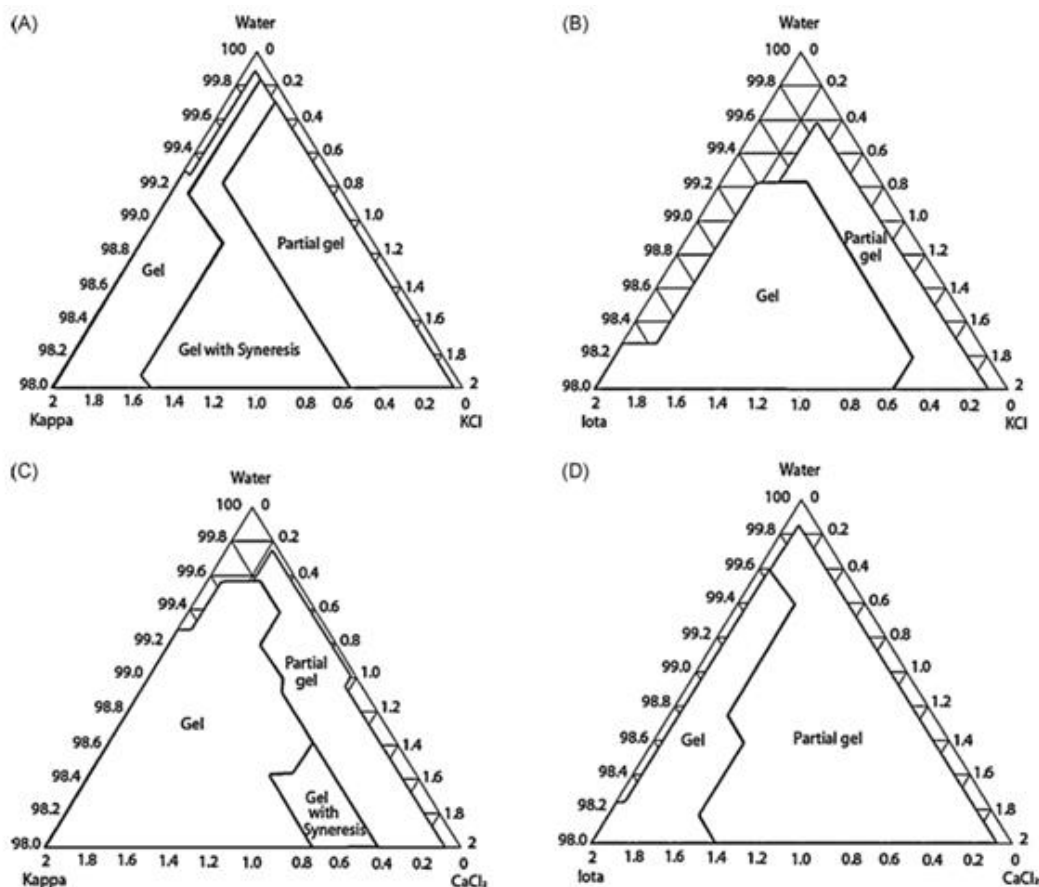 (A)
Water
100 0
99.8 0.2
99.6 0.4
99.4 0.6
99.2 0.8
99.0 1.0
98.8 1.2
98.6 1.4
98.4 1.6
98.2 1.8
98.0 2
Gel
Partial gel
Gel with Syneresis
1.8 1.6 1.4 1.2 1.0 0.8 0.6 0.4 0.2 0
2
Kappa KCl
(B)
Water
100 0
99.8 0.2
99.6 0.4
99.4 0.6
99.2 0.8
99.0 1.0
98.8 1.2
98.6 1.4
98.4 1.6
98.2 1.8
98.0 2
Partial
gel
Gel
2 1.8 1.6 1.4 1.2 1.0 0.8 0.6 0.4 0.2 0
Iota KCl
(C)
Water
100 0
99.8 0.2
99.6 0.4
99.4 0.6
99.2 0.8
99.0 1.0
98.8 1.2
98.6 1.4
98.4 1.6
98.2 1.8
98.0 2
Partial
gel
Gel
Gel
with
Syneresis
2 1.8 1.6 1.4 1.2 1.0 0.8 0.6 0.4 0.2 0
Kappa CaCl₂
(D)
Water
100 0
99.8 0.2
99.6 0.4
99.4 0.6
99.2 0.8
99.0 1.0
98.8 1.2
98.6 1.4
98.4 1.6
98.2 1.8
98.0 2
Gel
Partial gel
2 1.8 1.6 1.4 1.2 1.0 0.8 0.6 0.4 0.2 0
Iota CaCl₂